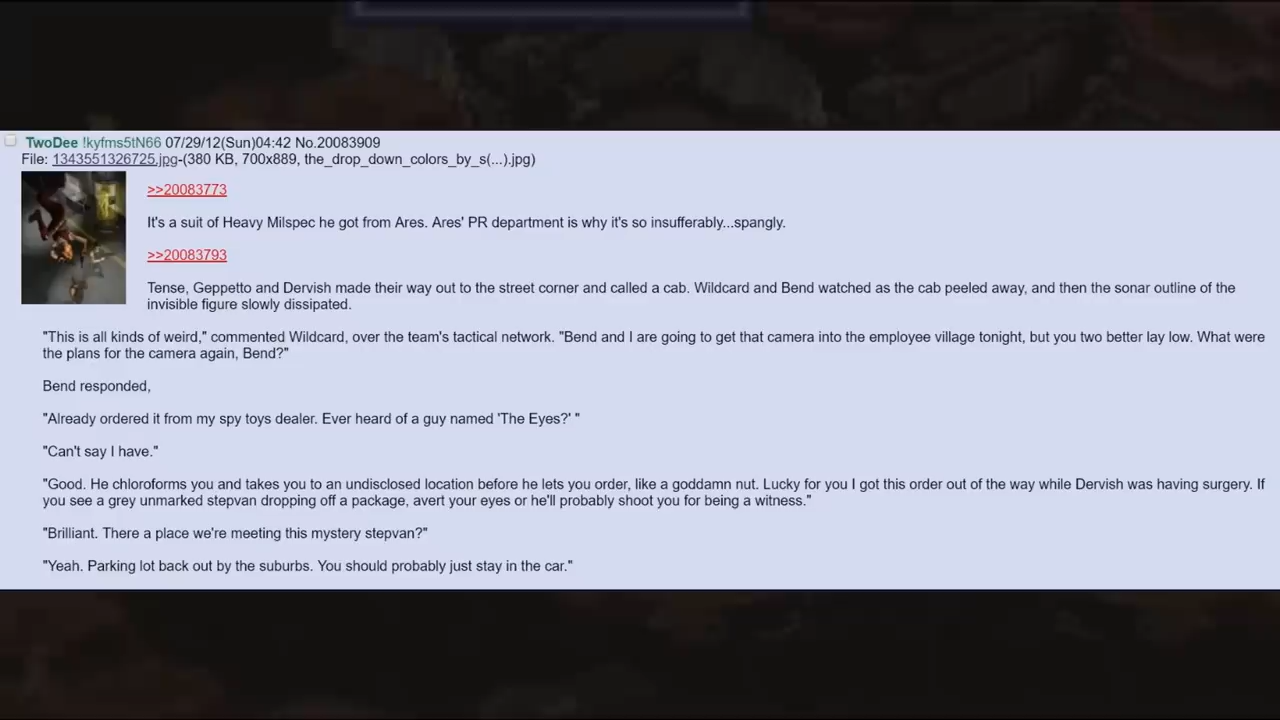 TwoDee !kyfms5tN66 07/29/12(Sun)04:42 No.20083909
File: 1343551326725.jpg-(380 KB, 700x889, the_drop_down_colors_by_s(...).jpg)
>>20083773
It's a suit of Heavy Milspec he got from Ares. Ares' PR department is why it's so insufferably...spangly.
>>20083793
Tense, Geppetto and Dervish made their way out to the street corner and called a cab. Wildcard and Bend watched as the cab peeled away, and then the sonar outline of the
invisible figure slowly dissipated.
"This is all kinds of weird," commented Wildcard, over the team's tactical network. "Bend and I are going to get that camera into the employee village tonight, but you two better lay low. What were
the plans for the camera again, Bend?"
Bend responded,
"Already ordered it from my spy toys dealer. Ever heard of a guy named 'The Eyes?' "
"Can't say I have."
"Good. He chloroforms you and takes you to an undisclosed location before he lets you order, like a goddamn nut. Lucky for you I got this order out of the way while Dervish was having surgery. If
you see a grey unmarked stepvan dropping off a package, avert your eyes or he'll probably shoot you for being a witness."
"Brilliant. There a place we're meeting this mystery stepvan?"
"Yeah. Parking lot back out by the suburbs. You should probably just stay in the car."